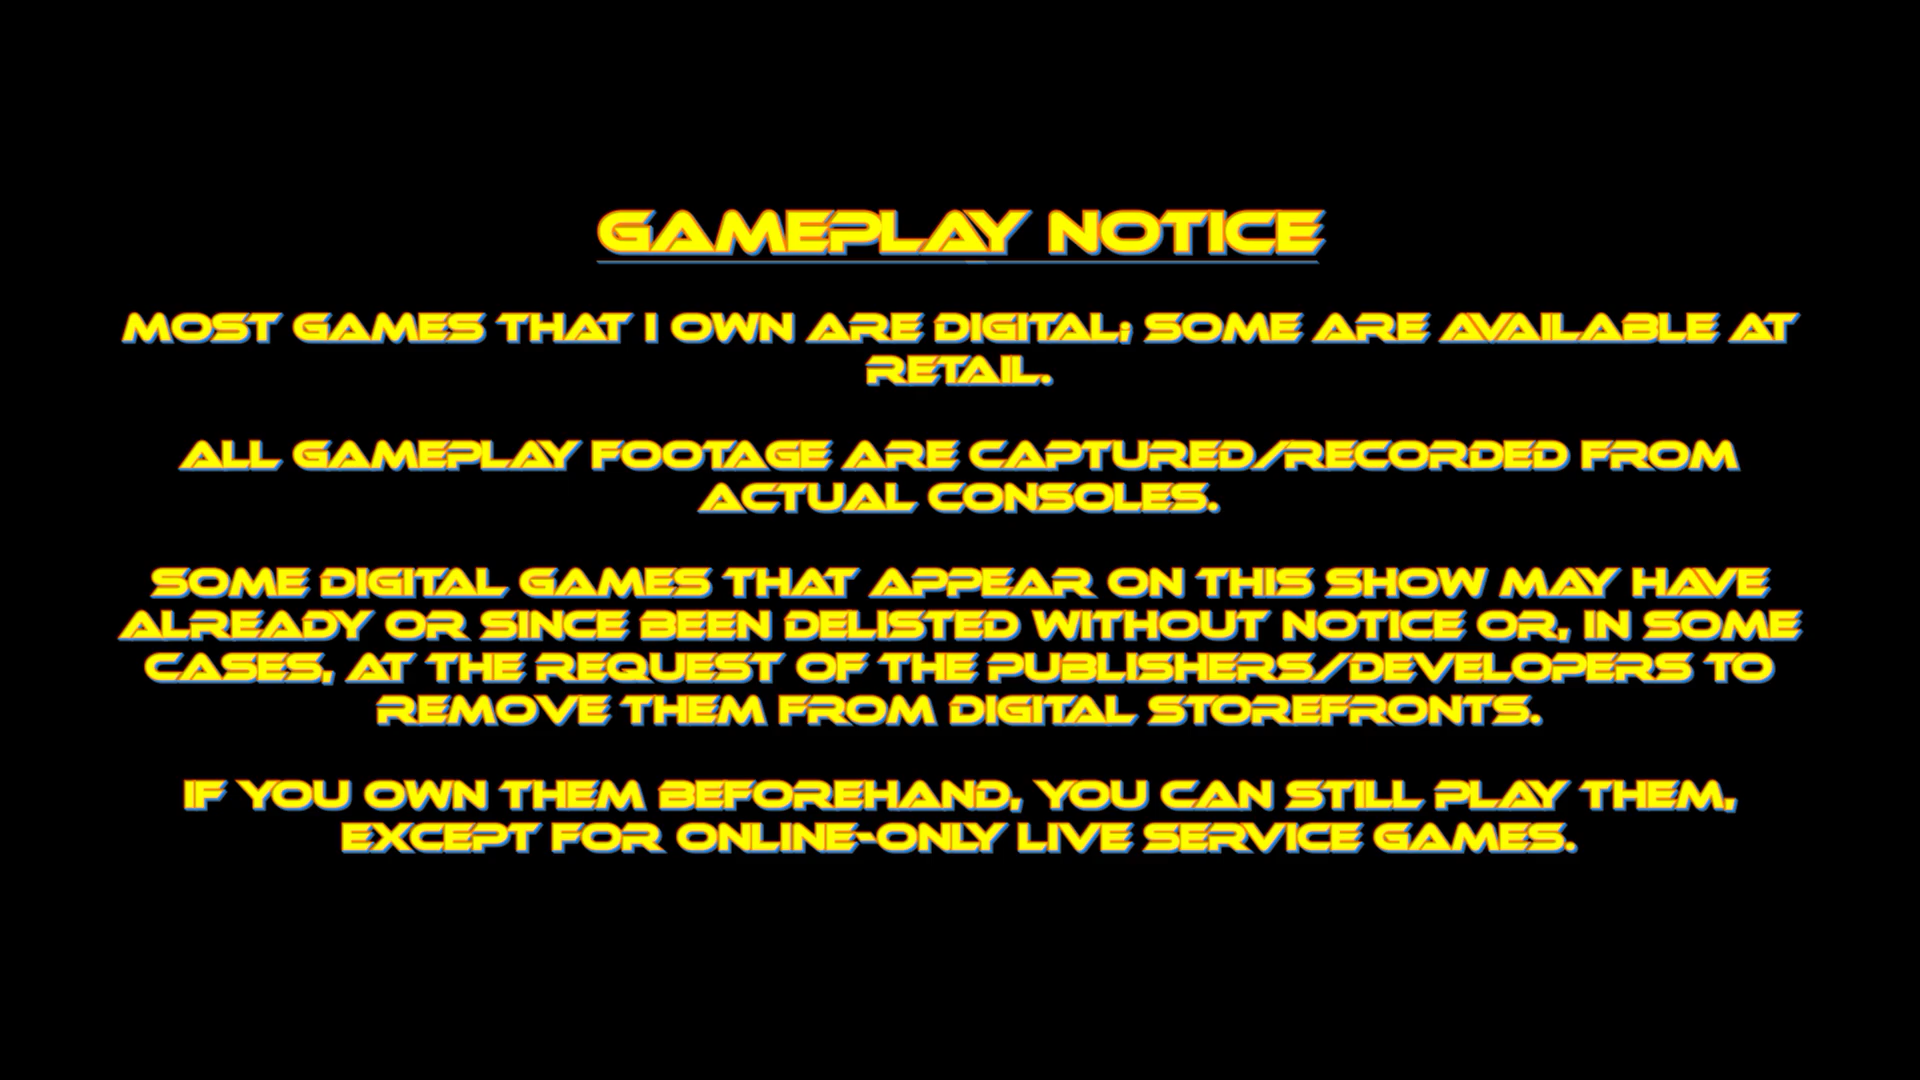 GAMEPLAY NOTICE
MOST GAMES THAT I OWN ARE DIGITAL; SOME ARE AVAILABLE AT
RETAIL.
ALL GAMEPLAY FOOTAGE ARE CAPTURED/RECORDED FROM
ACTUAL CONSOLES.
SOME DIGITAL GAMES THAT APPEAR ON THIS SHOW MAY HAVE
ALREADY OR SINCE BEEN DELISTED WITHOUT NOTICE OR, IN SOME
CASES, AT THE REQUEST OF THE PUBLISHERS/DEVELOPERS TO
REMOVE THEM FROM DIGITAL STOREFRONTS.
IF YOU OWN THEM BEFOREHAND, YOU CAN STILL PLAY THEM,
EXCEPT FOR ONLINE-ONLY LIVE SERVICE GAMES.